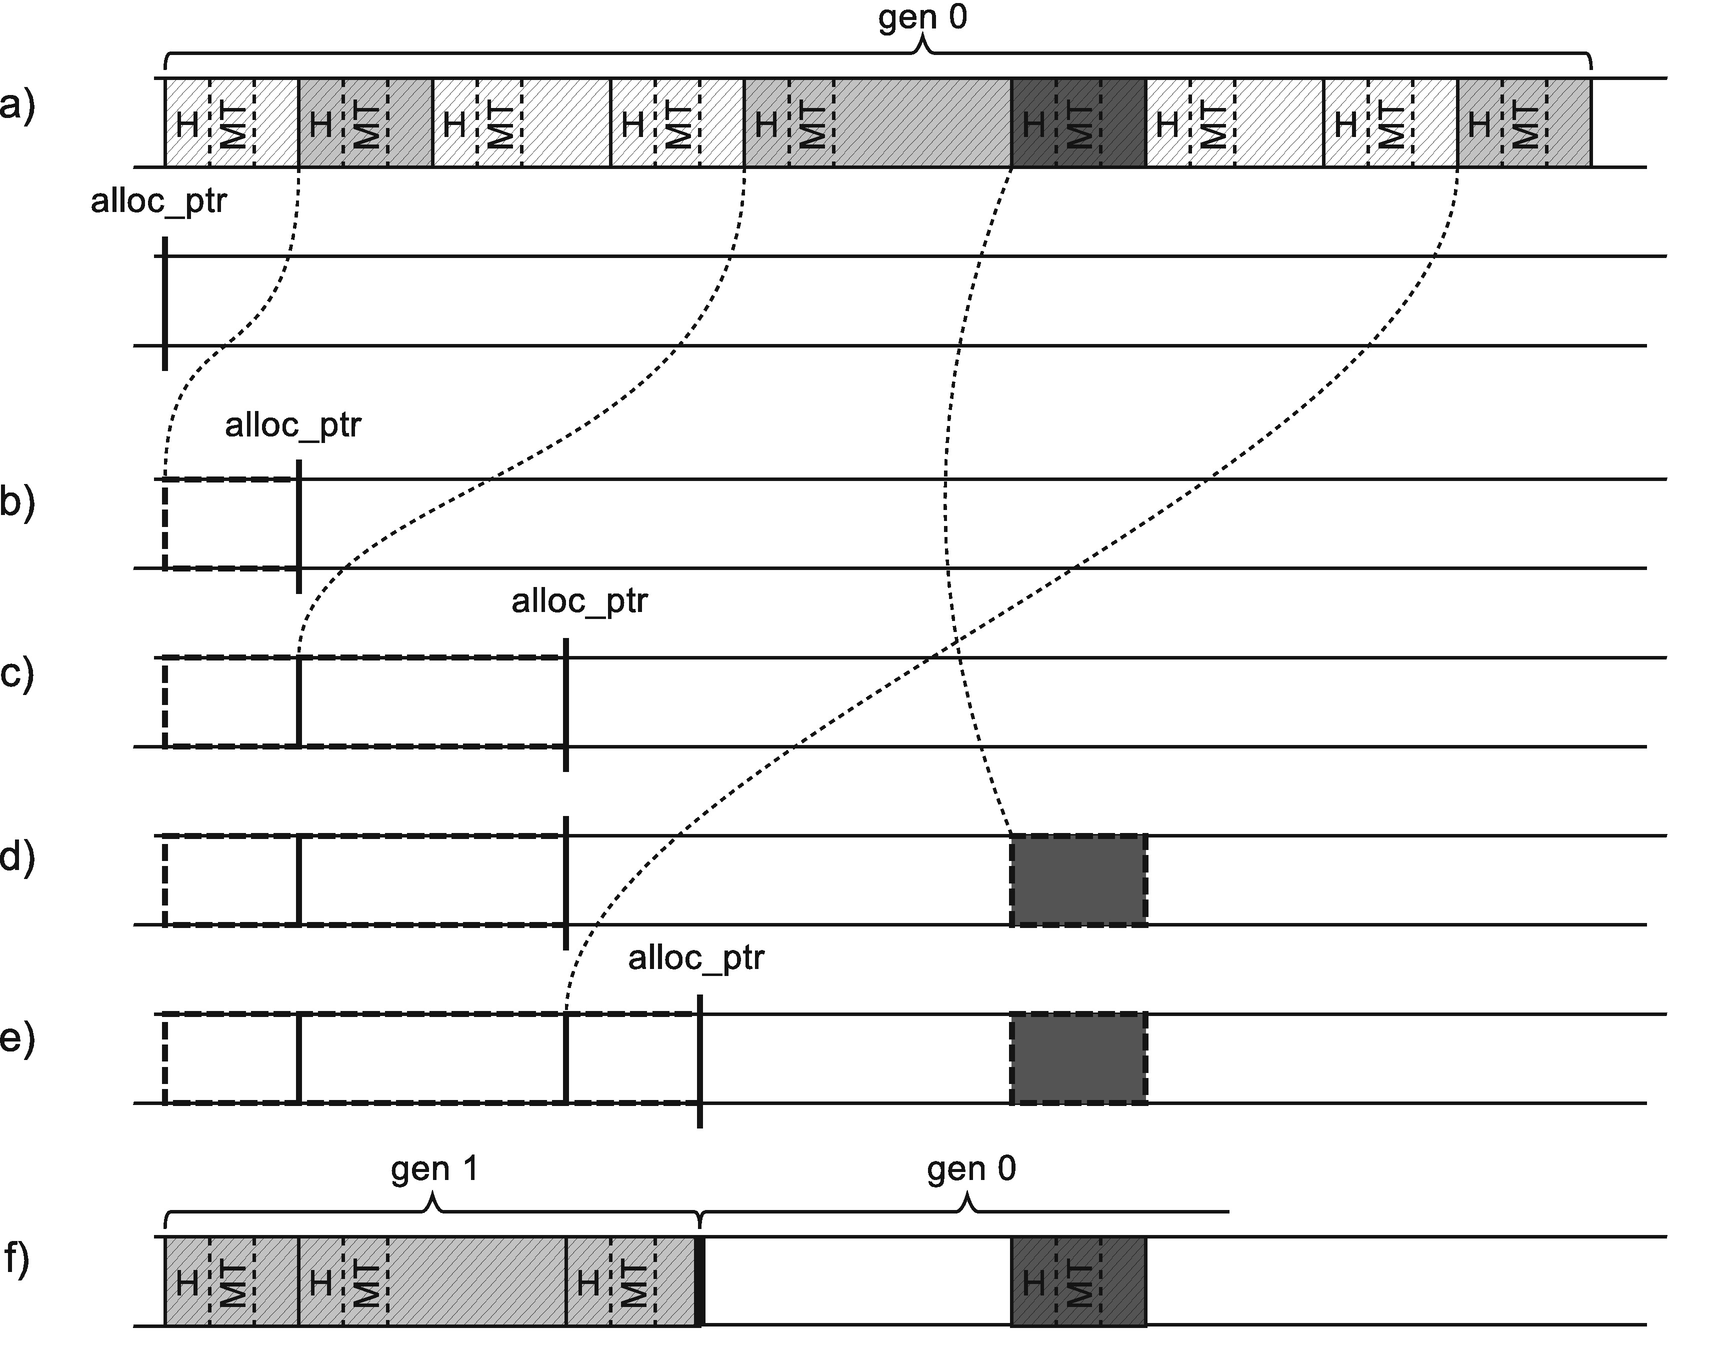 gen 0
a) H MT H MT H MT H MT H MT H MT H MT H MT H MT
alloc_ptr
alloc_ptr
b)
alloc_ptr
c)
d)
alloc_ptr
e)
gen 1 gen 0
f) H MT H MT H MT H MT